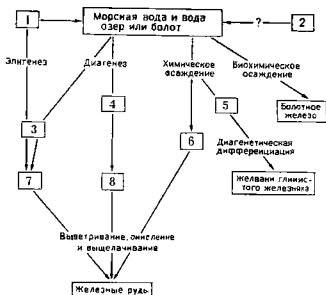 1
Морская вода и вода
озер или болот
?
2
Эпигенез
Диагенез
Химическое
осаждение
Биохимическое
осаждение
4
5
Болотное
железо
3
6
Диагенетическая
дифференциация
7
8
Желваки глинис-
того железняка
Выветривание, окисление
и выщелачивание
Железные руды